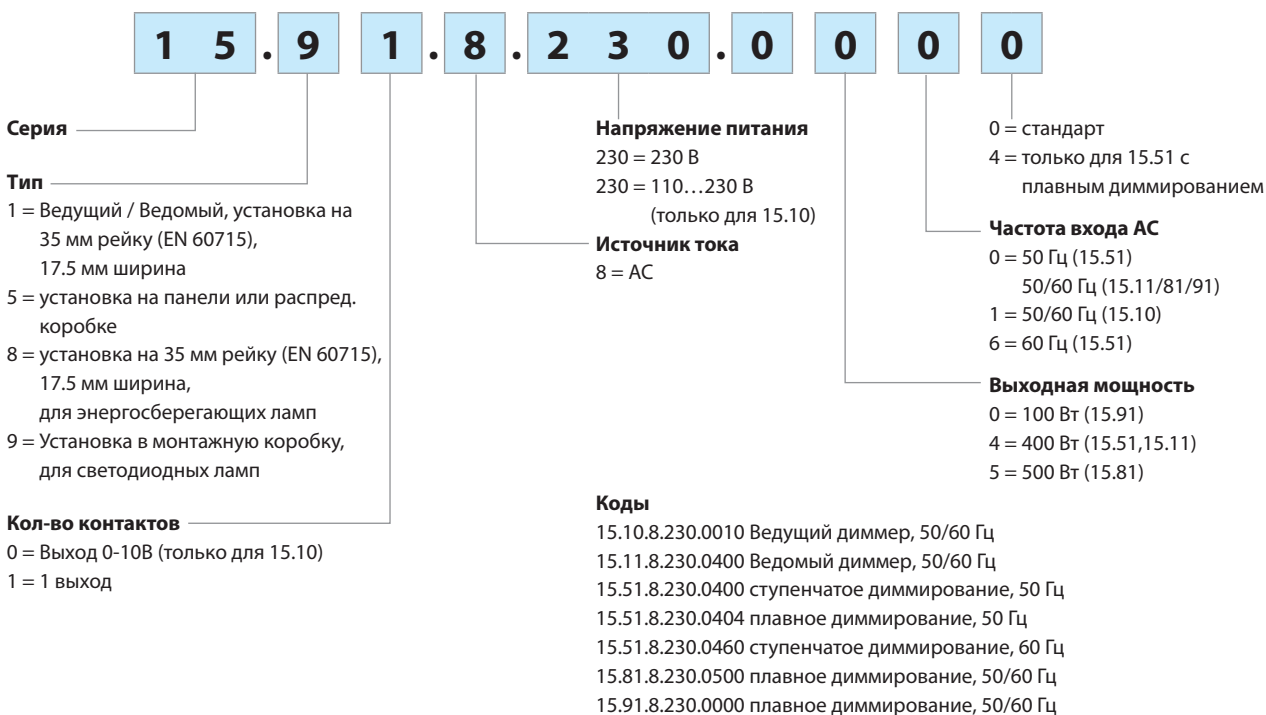 1 5 . 9 1 . 8 . 2 3 0 . 0 0 0 0
Серия
Тип
1 = Ведущий / Ведомый, установка на
35 мм рейку (EN 60715),
17.5 мм ширина
5 = установка на панели или распред.
коробке
8 = установка на 35 мм рейку (EN 60715),
17.5 мм ширина,
для энергосберегающих ламп
9 = Установка в монтажную коробку,
для светодиодных ламп
Кол-во контактов
0 = Выход 0-10В (только для 15.10)
1 = 1 выход
Напряжение питания
230 = 230 В
230 = 110…230 В
(только для 15.10)
Источник тока
8 = AC
0 = стандарт
4 = только для 15.51 с
плавным диммированием
Частота входа АС
0 = 50 Гц (15.51)
50/60 Гц (15.11/81/91)
1 = 50/60 Гц (15.10)
6 = 60 Гц (15.51)
Выходная мощность
0 = 100 Вт (15.91)
4 = 400 Вт (15.51,15.11)
5 = 500 Вт (15.81)
Коды
15.10.8.230.0010 Ведущий диммер, 50/60 Гц
15.11.8.230.0400 Ведомый диммер, 50/60 Гц
15.51.8.230.0400 ступенчатое диммирование, 50 Гц
15.51.8.230.0404 плавное диммирование, 50 Гц
15.51.8.230.0460 ступенчатое диммирование, 60 Гц
15.81.8.230.0500 плавное диммирование, 50/60 Гц
15.91.8.230.0000 плавное диммирование, 50/60 Гц